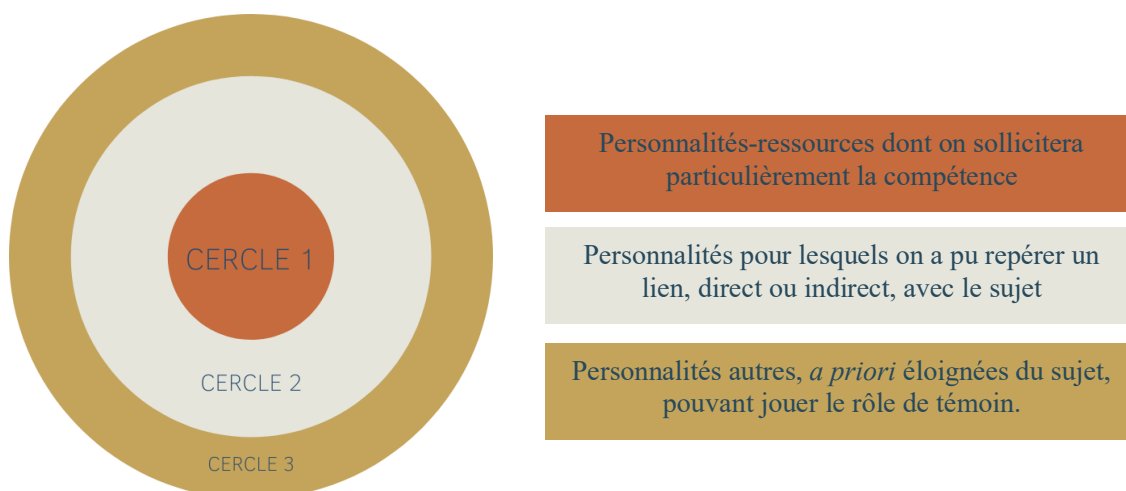 CERCLE 1
CERCLE 2
CERCLE 3
Personnalités-ressources dont on sollicitera
particulièrement la compétence
Personnalités pour lesquels on a pu repérer un
lien, direct ou indirect, avec le sujet
Personnalités autres, a priori éloignées du sujet,
pouvant jouer le rôle de témoin.